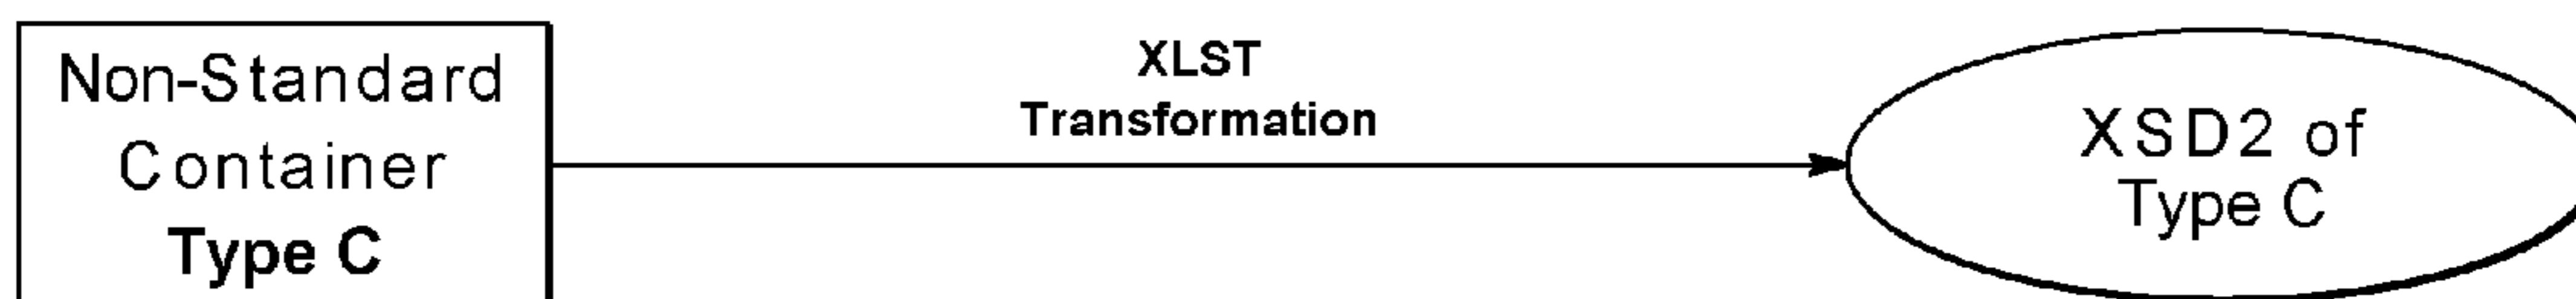 Non-Standard
Container
Type C
XLST
Transformation
XSD2 of
Type C